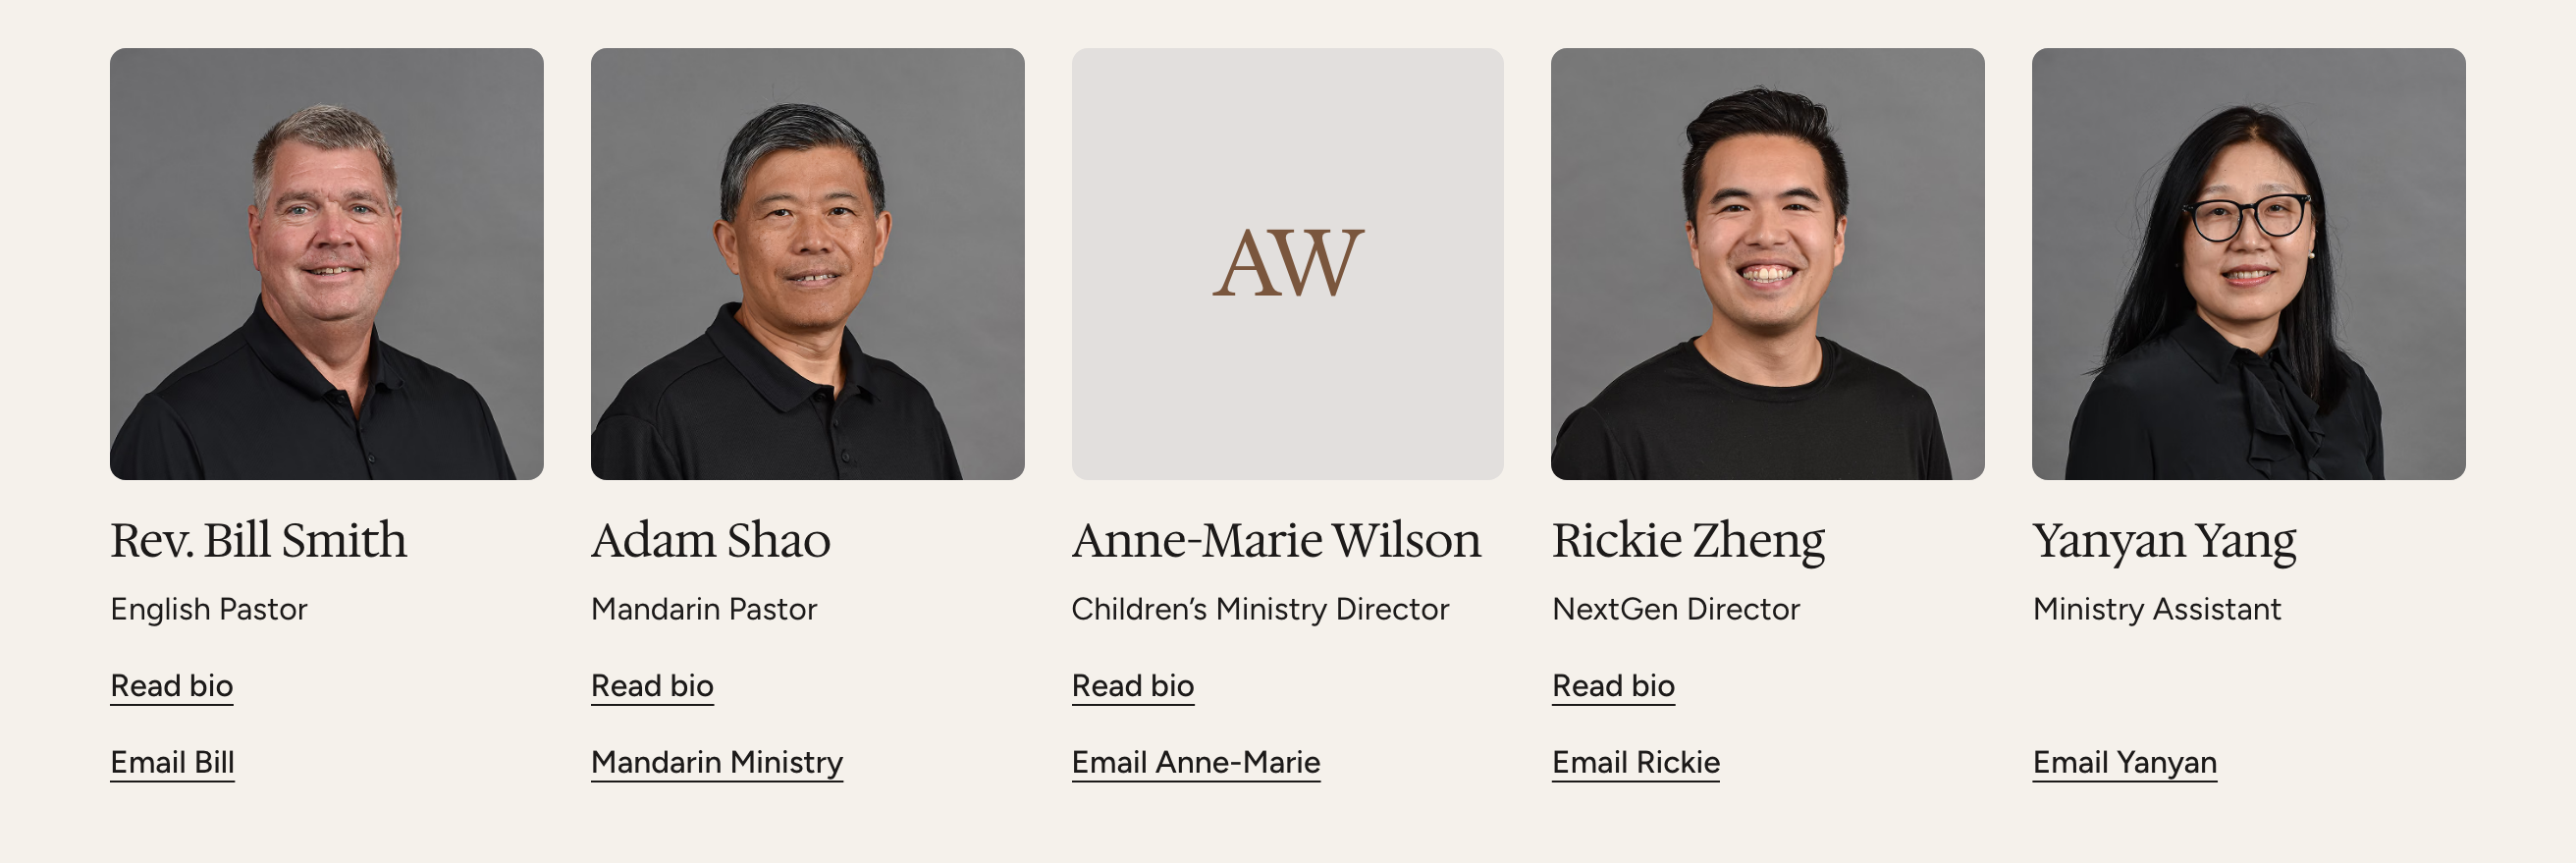 AW
Rev. Bill Smith
English Pastor
Read bio
Email Bill
Adam Shao
Mandarin Pastor
Read bio
Mandarin Ministry
Anne-Marie Wilson
Children’s Ministry Director
Read bio
Email Anne-Marie
Rickie Zheng
NextGen Director
Read bio
Email Rickie
Yanyan Yang
Ministry Assistant
Email Yanyan